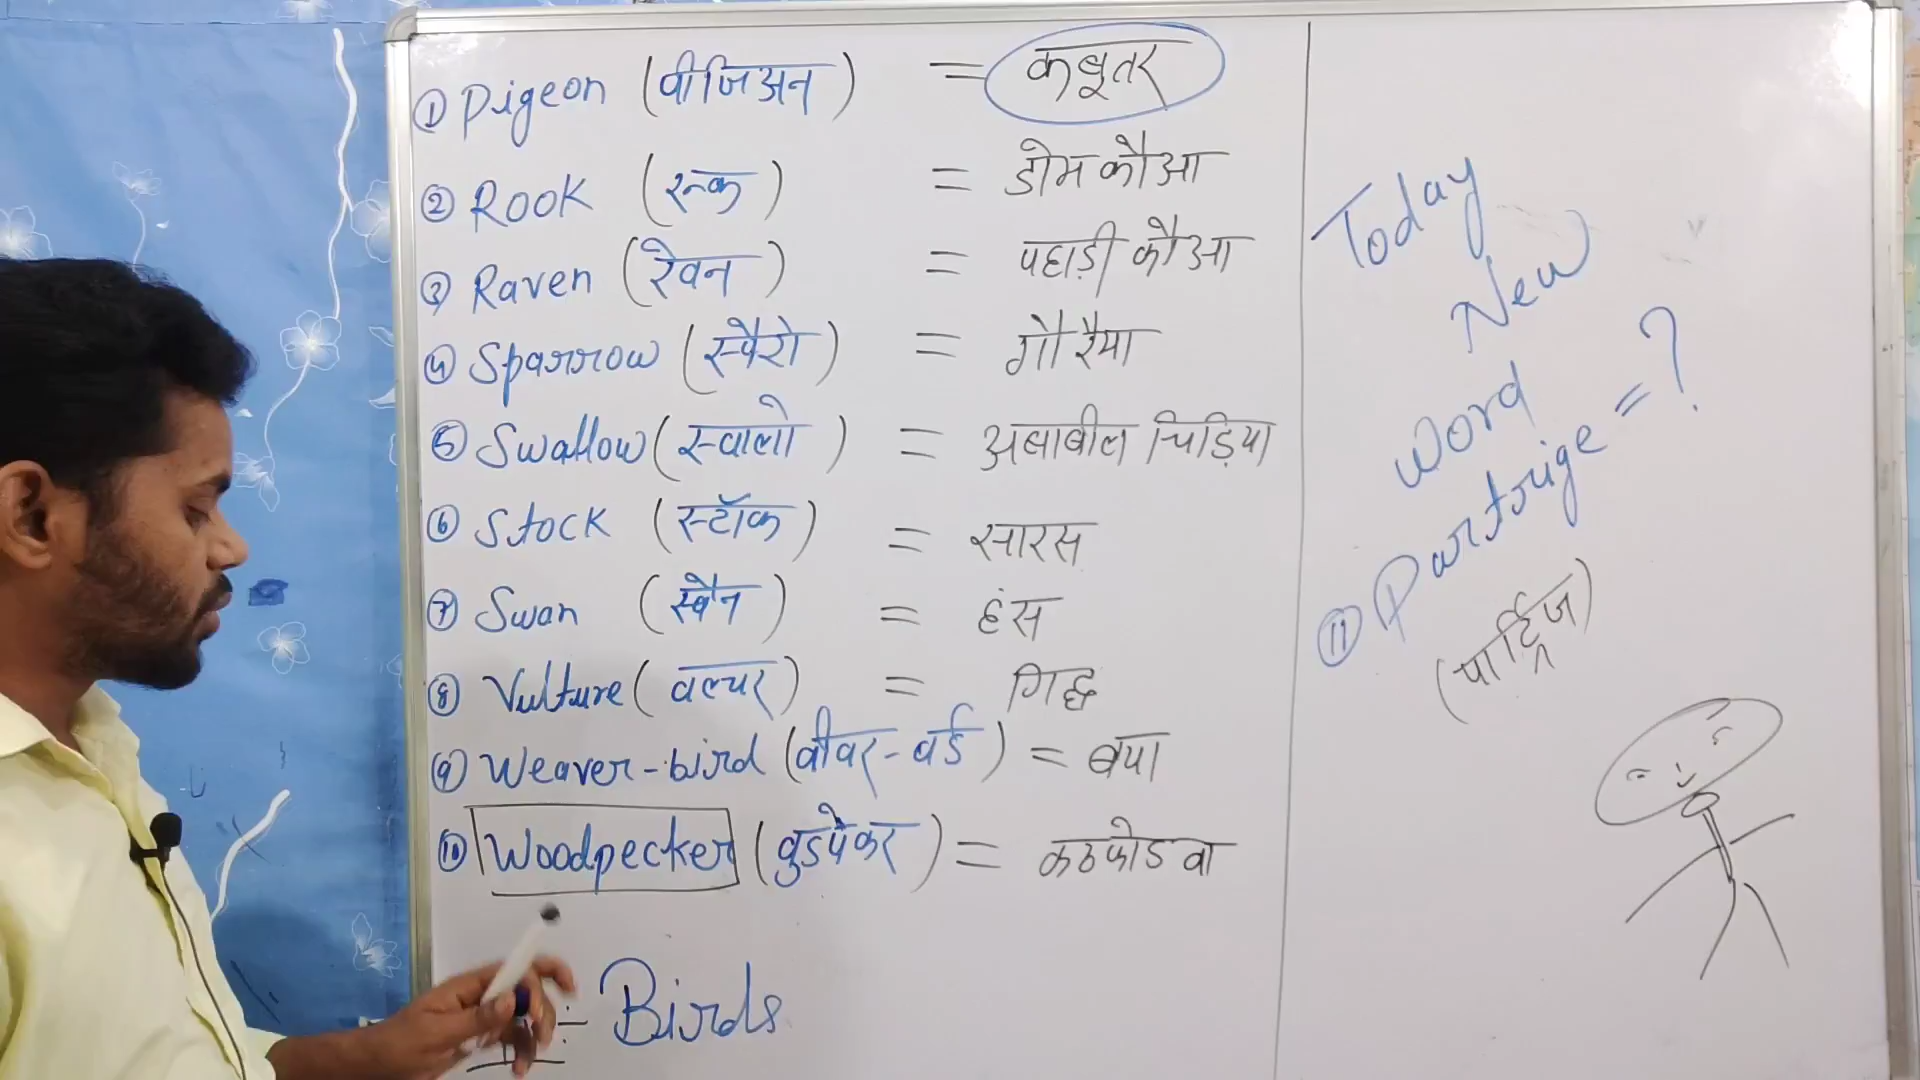 ① Pigeon (पीजिअन) = कबूतर
② Rook (रूक) = डोम कौआ
③ Raven (रेवन) = पहाड़ी कौआ
④ Sparrow (स्पैरो) = गौरैया
⑤ Swallow (स्वालो) = अबाबील चिड़िया
⑥ Stock (स्टॉक) = सारस
⑦ Swan (स्वैन) = हंस
⑧ Vulture (वल्चर) = गिद्ध
⑨ Weaver-bird (वीवर-बर्ड) = बया
⑩ Woodpecker (वुडपेकर) = कठफोडवा
:- Birds
Today
New
Word
⑪ Partrige = ?
(पार्ट्रिज)